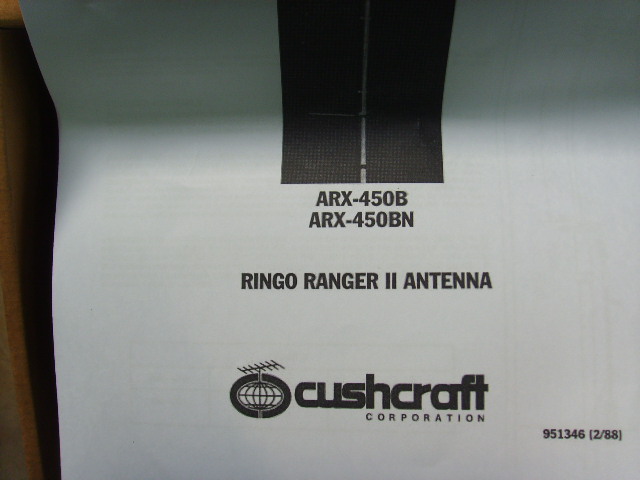 ARX-450B
ARX-450BN
RINGO RANGER II ANTENNA
cushcraft
CORPORATION
951346 (2/88)